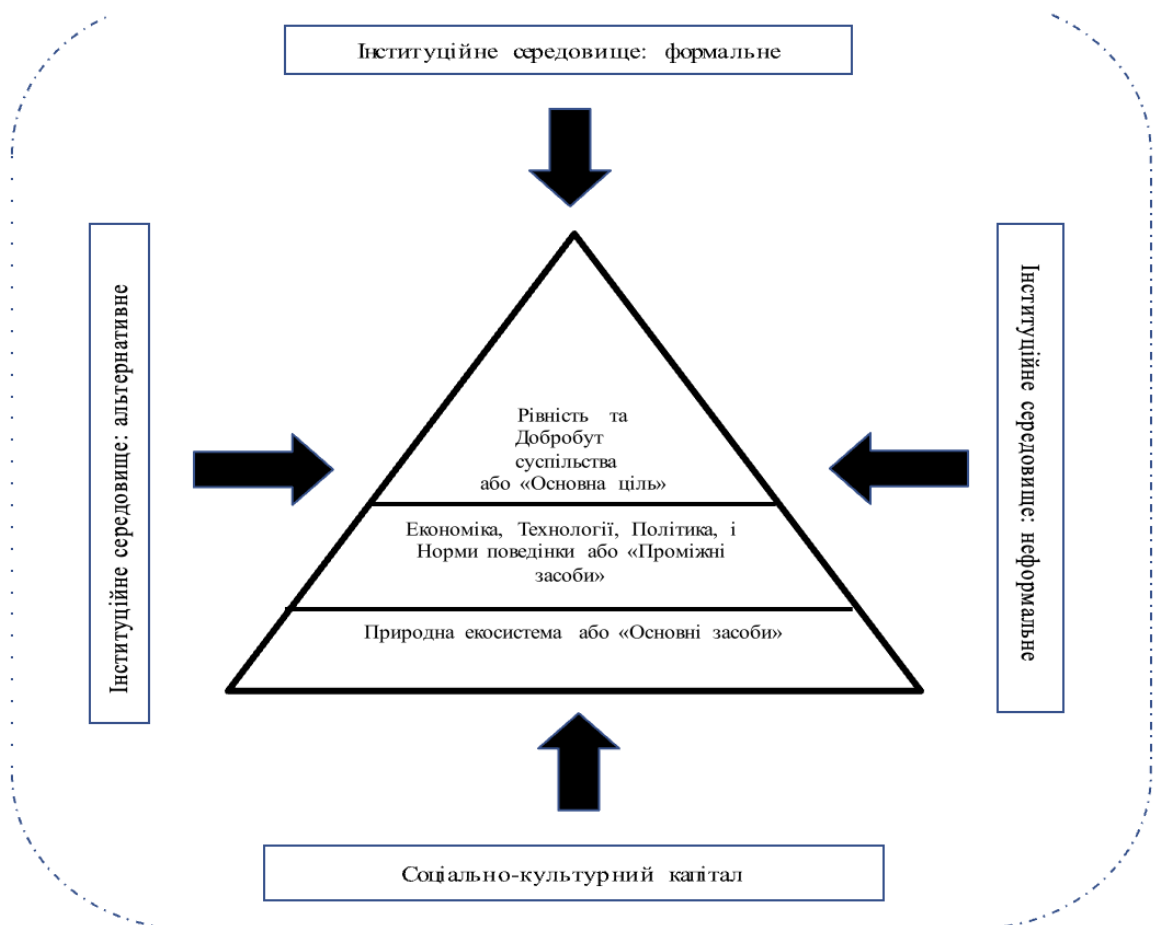 Інституційне середовище: формальне
Інституційне середовище: альтернативне
Інституційне середовище: неформальне
Рівність та
Добробут
суспільства
або «Основна ціль»
Економіка, Технології, Політика, і
Норми поведінки або «Проміжні
засоби»
Природна екосистема або «Основні засоби»
Соціально-культурний капітал